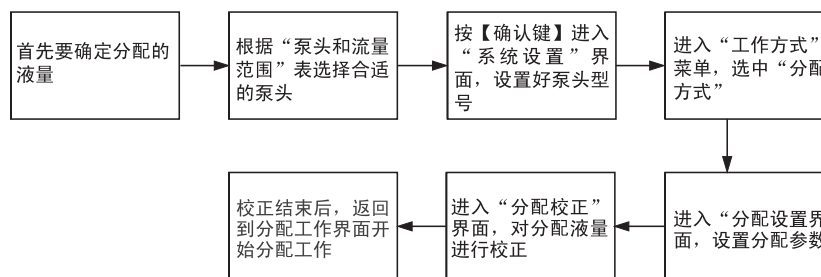 首先要确定分配的
液量
根据“泵头和流量
范围”表选择合适
的泵头
按【确认键】进入
“系统设置”界
面，设置好泵头型
号
进入“工作方式”
菜单，选中“分配
方式”
进入“分配设置界
面，设置分配参数
进入“分配校正”
界面，对分配液量
进行校正
校正结束后，返回
到分配工作界面开
始分配工作